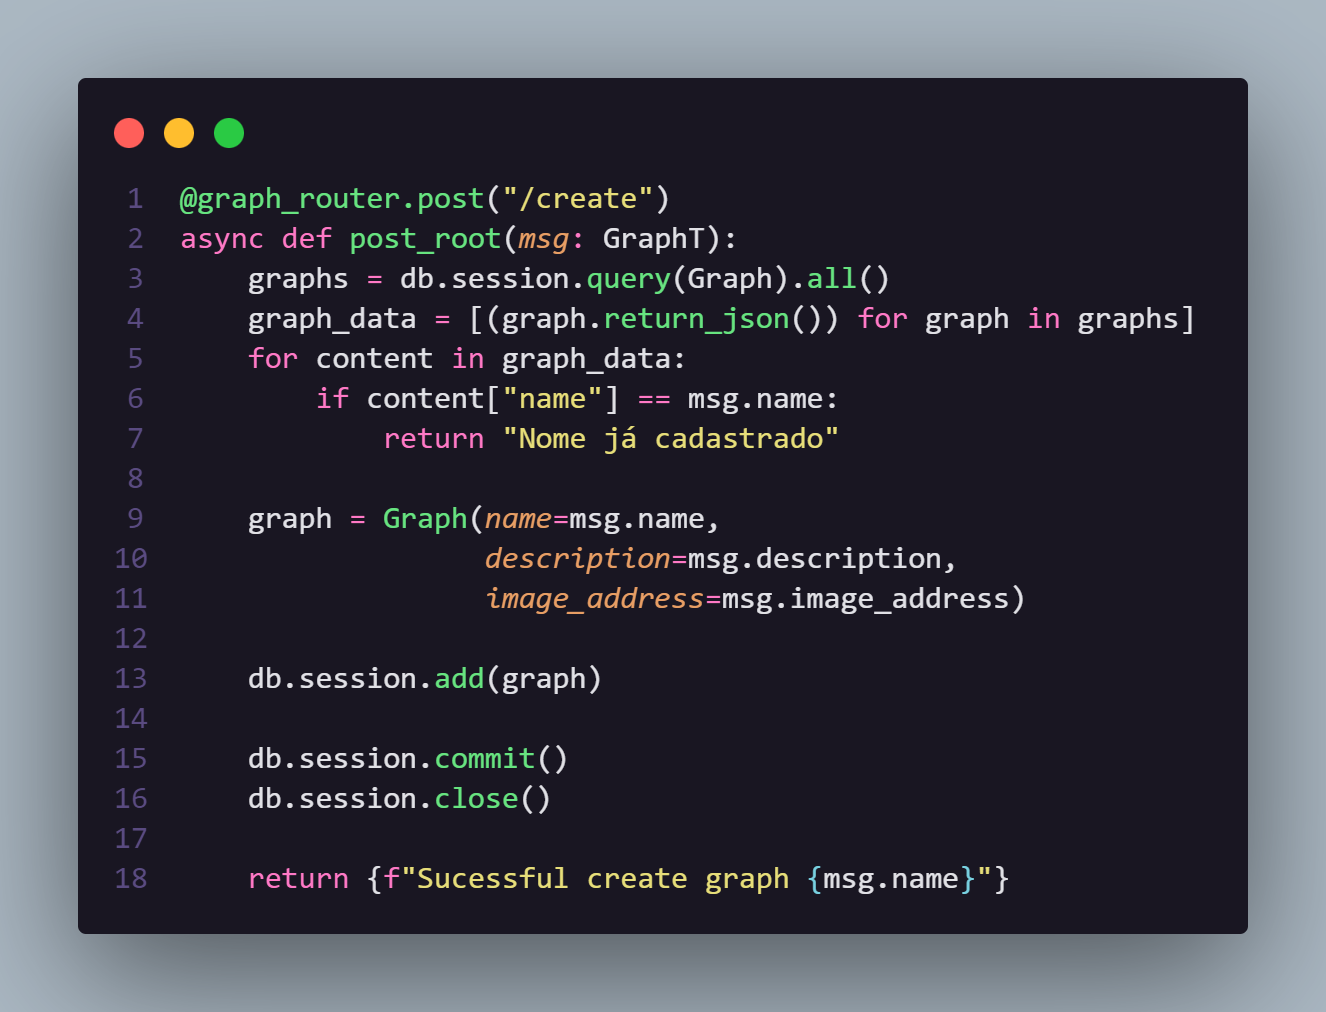 1 @graph_router.post("/create")
2 async def post_root(msg: GraphT):
3     graphs = db.session.query(Graph).all()
4     graph_data = [(graph.return_json()) for graph in graphs]
5     for content in graph_data:
6         if content["name"] == msg.name:
7             return "Nome já cadastrado"
8
9     graph = Graph(name=msg.name,
10                   description=msg.description,
11                   image_address=msg.image_address)
12
13     db.session.add(graph)
14
15     db.session.commit()
16     db.session.close()
17
18     return {f"Sucessful create graph {msg.name}"}